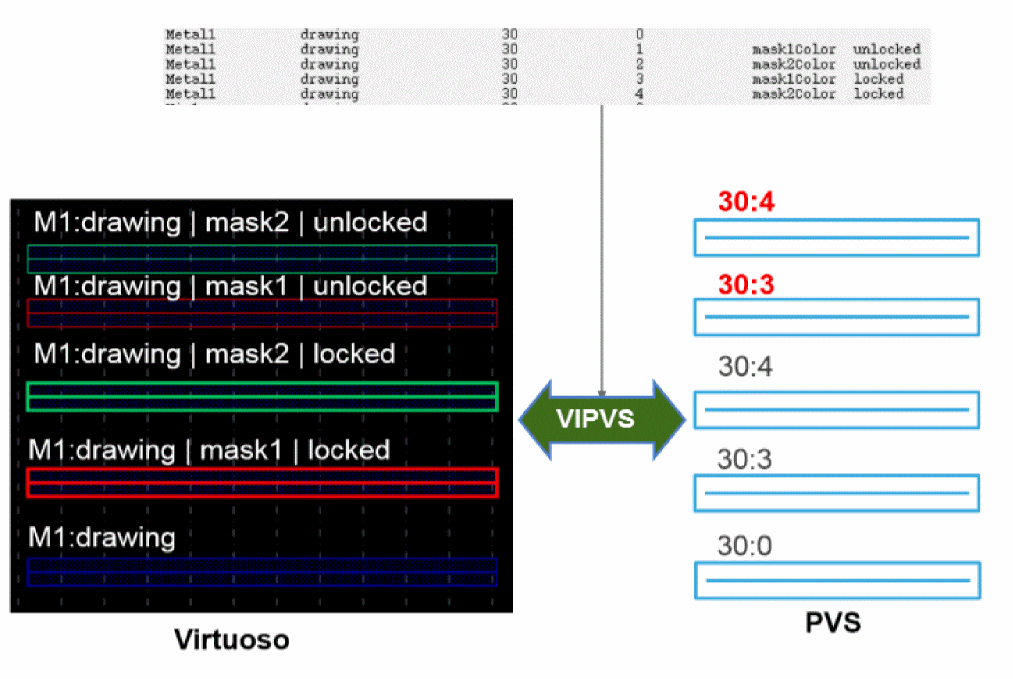 Metal1 drawing 30 0
Metal1 drawing 30 1 mask1Color unlocked
Metal1 drawing 30 2 mask2Color unlocked
Metal1 drawing 30 3 mask1Color locked
Metal1 drawing 30 4 mask2Color locked
M1:drawing | mask2 | unlocked
M1:drawing | mask1 | unlocked
M1:drawing | mask2 | locked
M1:drawing | mask1 | locked
M1:drawing
Virtuoso
VIPVS
30:4
30:3
30:4
30:3
30:0
PVS